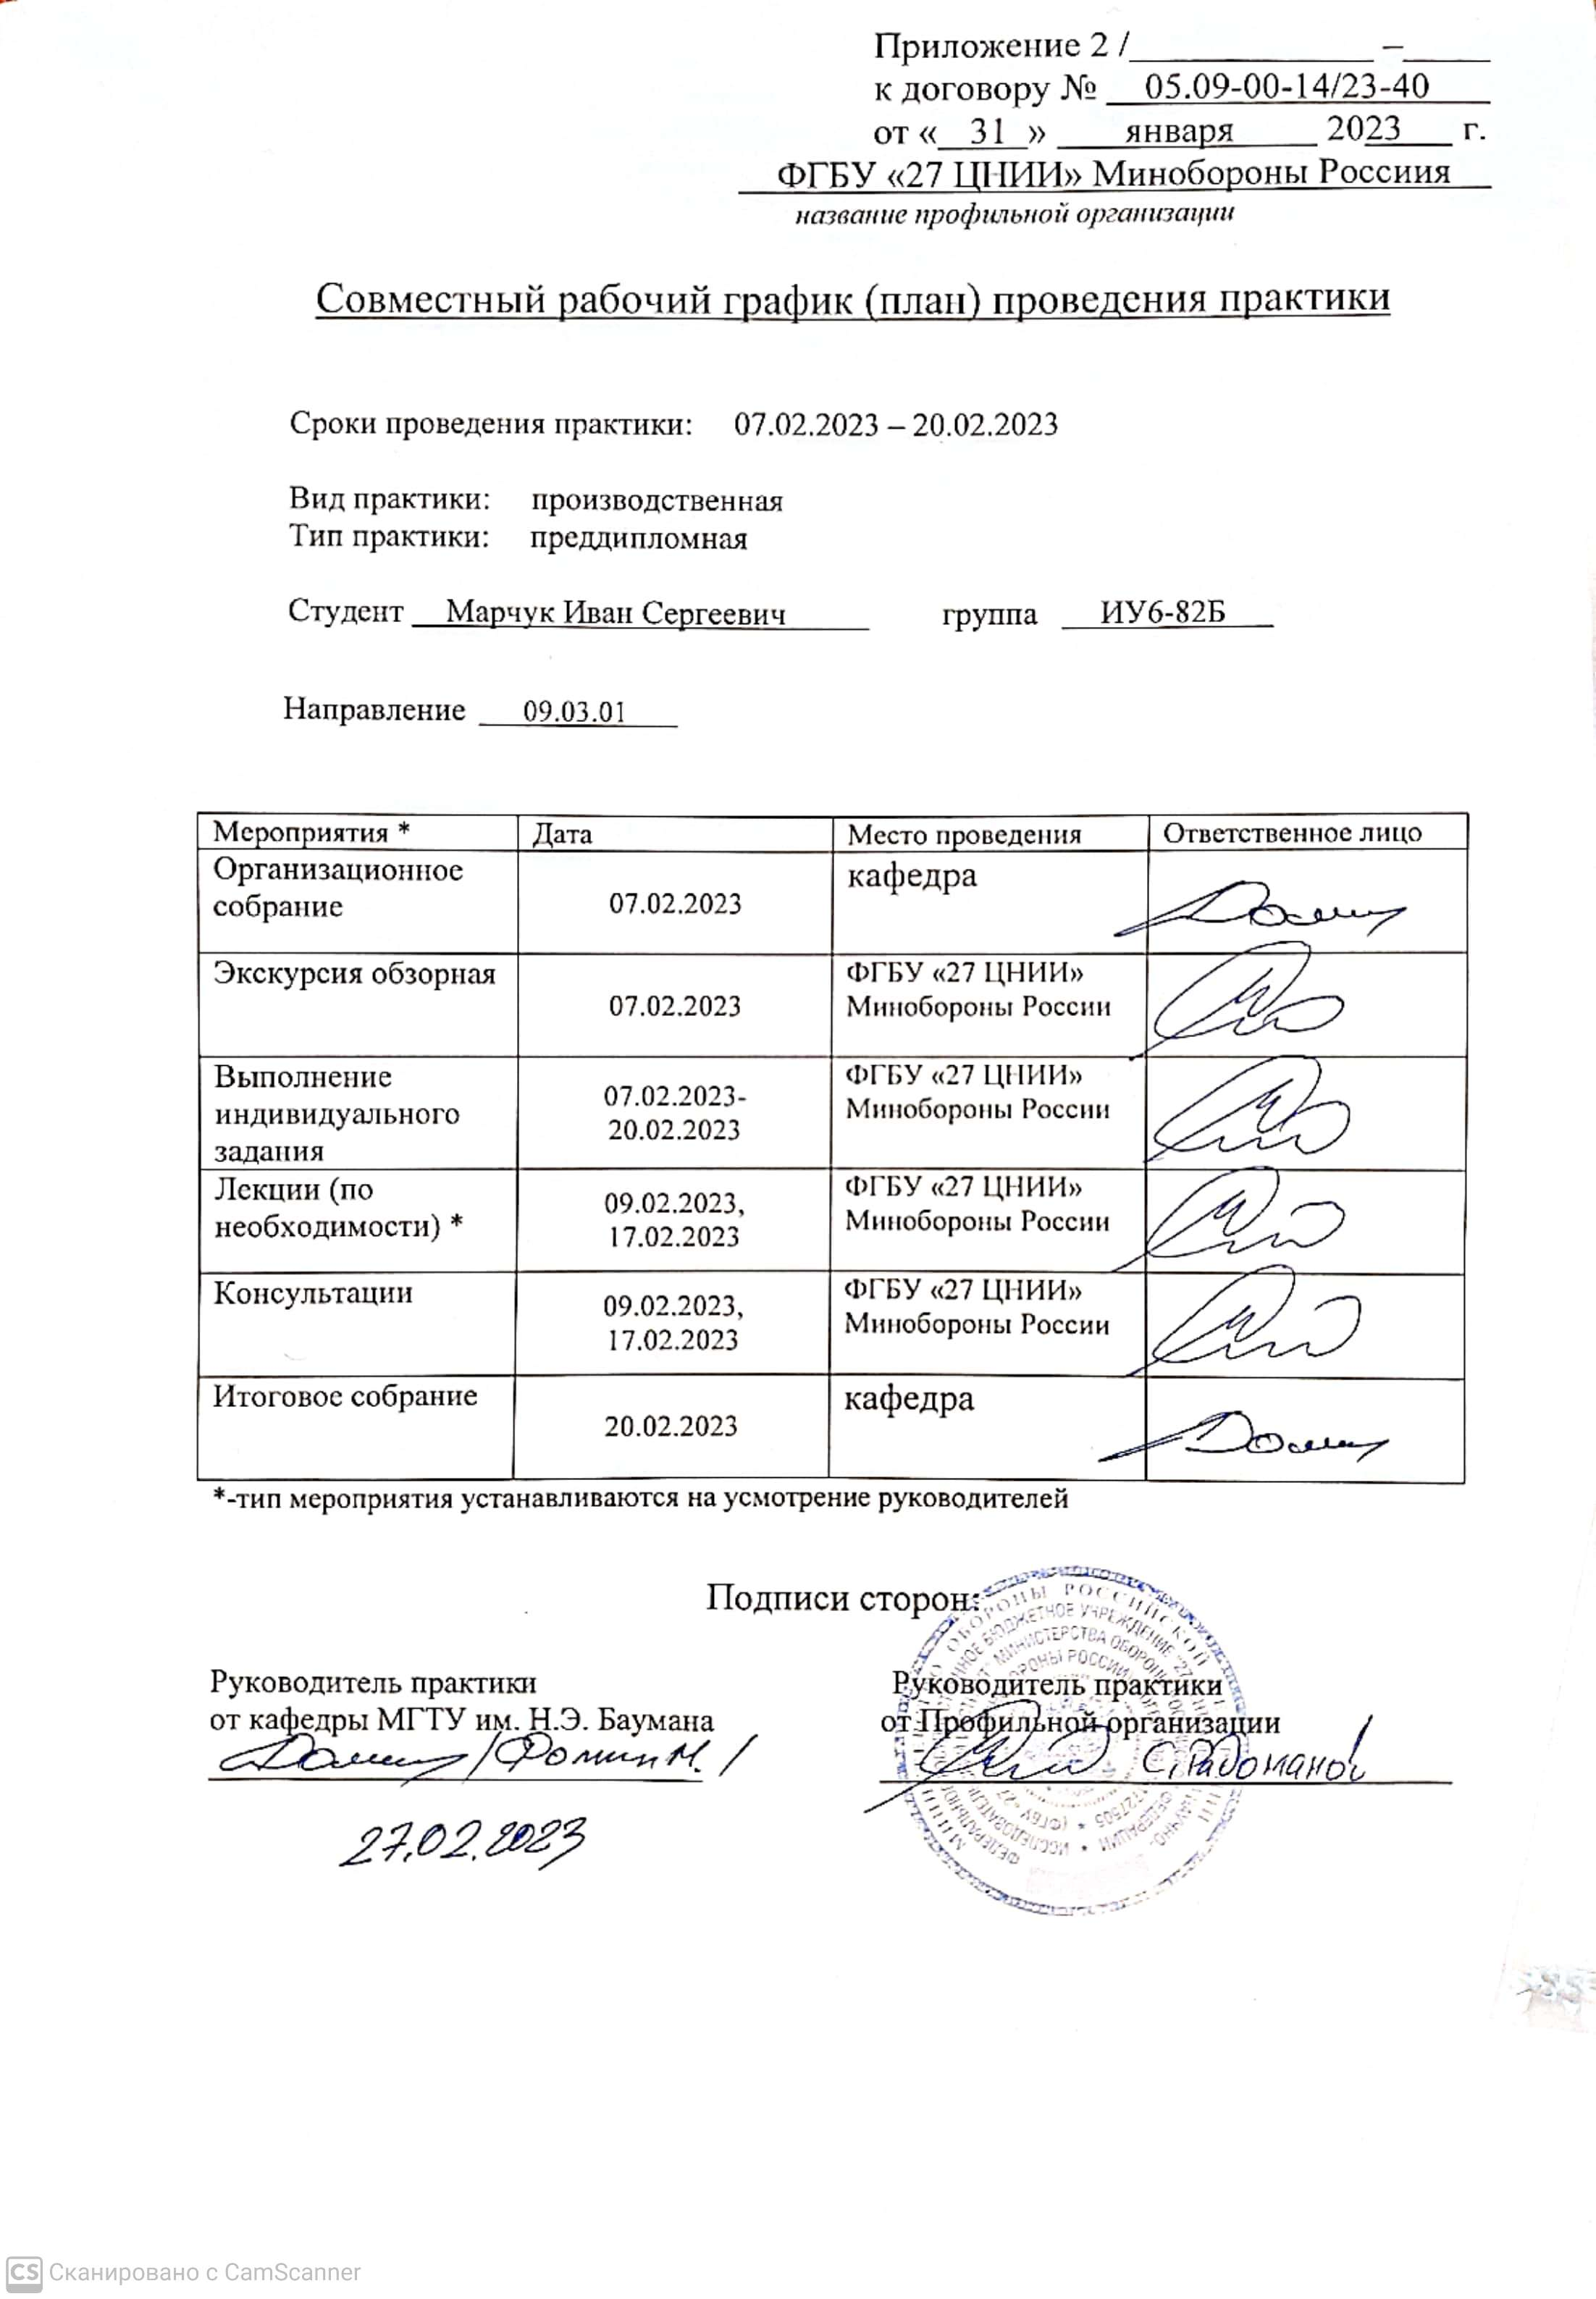 Приложение 2 /______________ –_____
к договору № 05.09-00-14/23-40
от « 31 » января 2023 г.
ФГБУ «27 ЦНИИ» Минобороны Россиия
название профильной организации
Совместный рабочий график (план) проведения практики
Сроки проведения практики: 07.02.2023 – 20.02.2023
Вид практики: производственная
Тип практики: преддипломная
Студент Марчук Иван Сергеевич группа ИУ6-82Б
Направление 09.03.01
Мероприятия * Дата Место проведения Ответственное лицо
Организационное
собрание
07.02.2023
кафедра
Экскурсия обзорная
07.02.2023
ФГБУ «27 ЦНИИ»
Минобороны России
Выполнение
индивидуального
задания
07.02.2023-
20.02.2023
ФГБУ «27 ЦНИИ»
Минобороны России
Лекции (по
необходимости) *
09.02.2023,
17.02.2023
ФГБУ «27 ЦНИИ»
Минобороны России
Консультации
09.02.2023,
17.02.2023
ФГБУ «27 ЦНИИ»
Минобороны России
Итоговое собрание
20.02.2023
кафедра
*-тип мероприятия устанавливаются на усмотрение руководителей
Подписи сторон:
Руководитель практики
от кафедры МГТУ им. Н.Э. Баумана
/Фомин М. /
27.02.2023
Руководитель практики
от Профильной организации
С.Радоманов
CS Сканировано с CamScanner